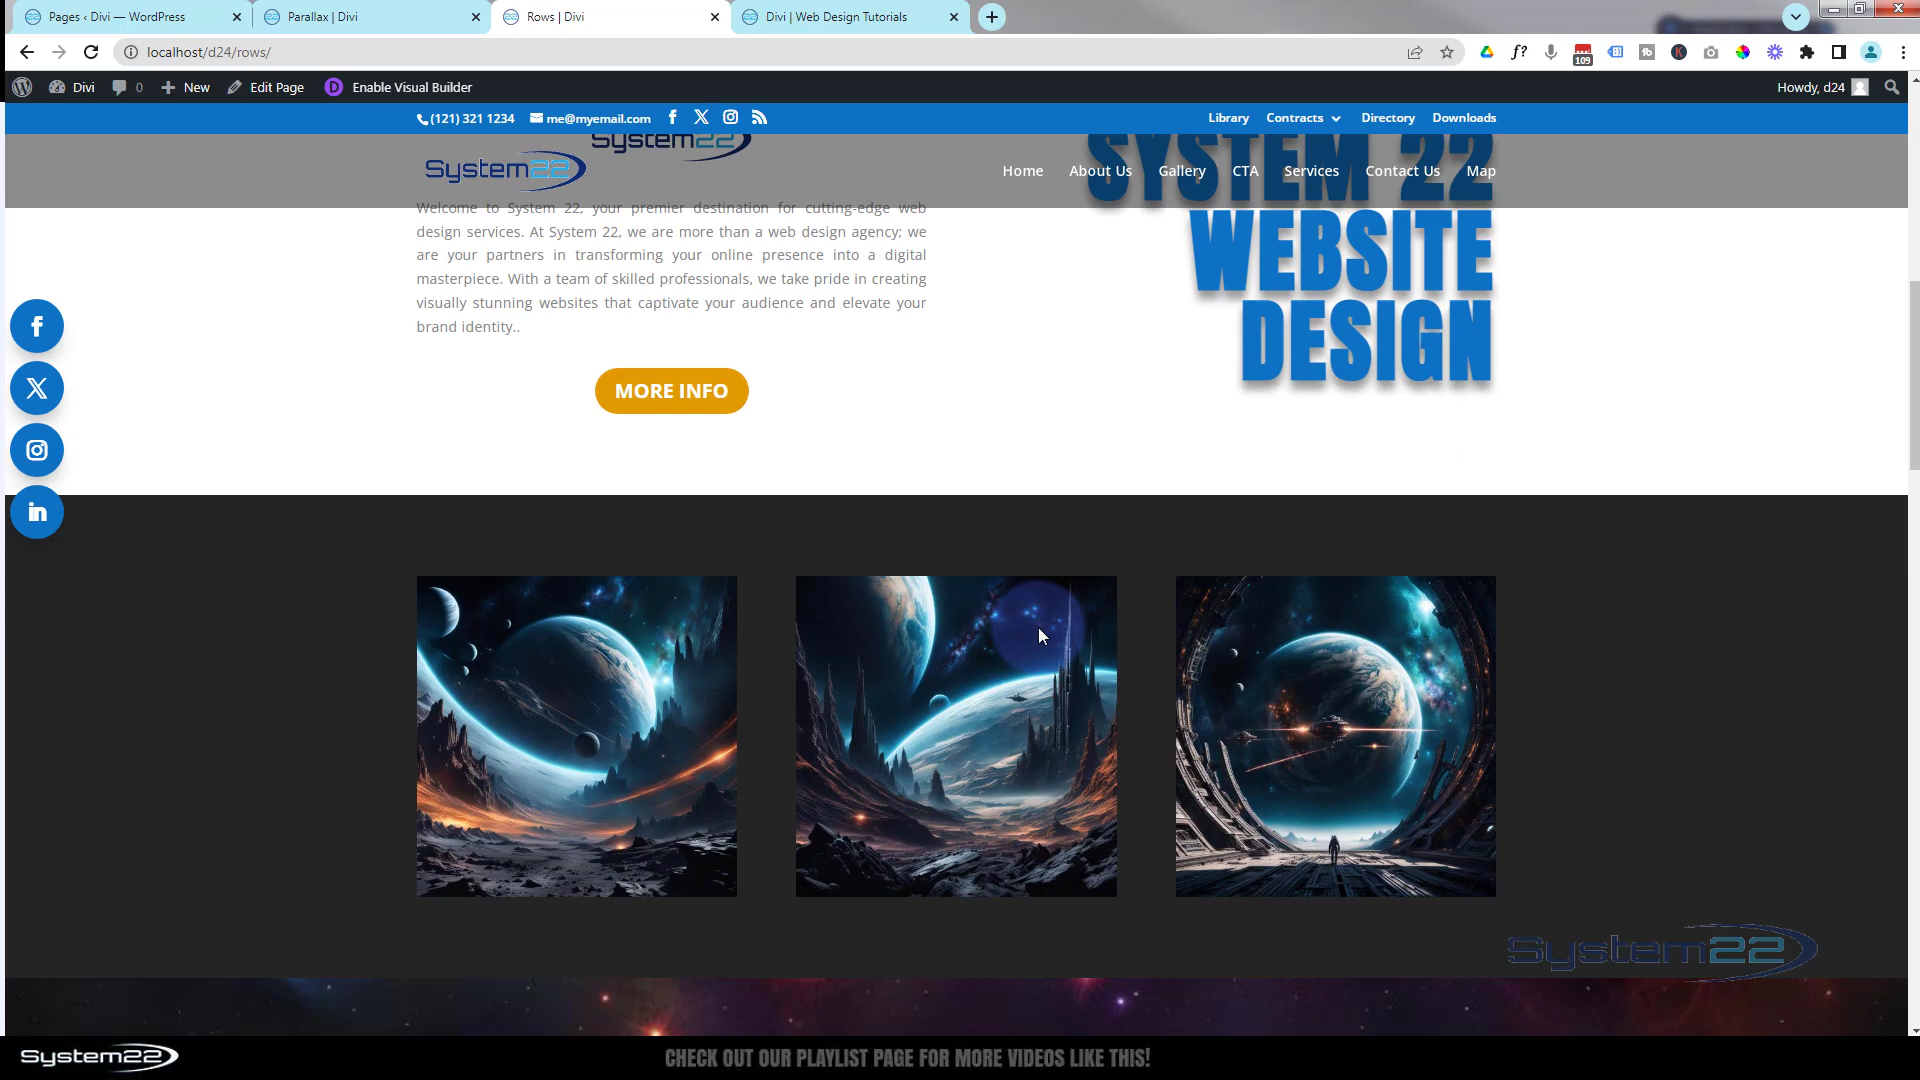 Pages ‹ Divi — WordPress
Parallax | Divi
Rows | Divi
Divi | Web Design Tutorials
localhost/d24/rows/
f?
109
Divi
0
New
Edit Page
D
Enable Visual Builder
Howdy, d24
(121) 321 1234
me@myemail.com
Library
Contracts
Directory
Downloads
System22
System22
Home
About Us
Gallery
CTA
Services
Contact Us
Map
SYSTEM 22
WEBSITE
DESIGN
Welcome to System 22, your premier destination for cutting-edge web
design services. At System 22, we are more than a web design agency; we
are your partners in transforming your online presence into a digital
masterpiece. With a team of skilled professionals, we take pride in creating
visually stunning websites that captivate your audience and elevate your
brand identity..
MORE INFO
System22
System22
CHECK OUT OUR PLAYLIST PAGE FOR MORE VIDEOS LIKE THIS!